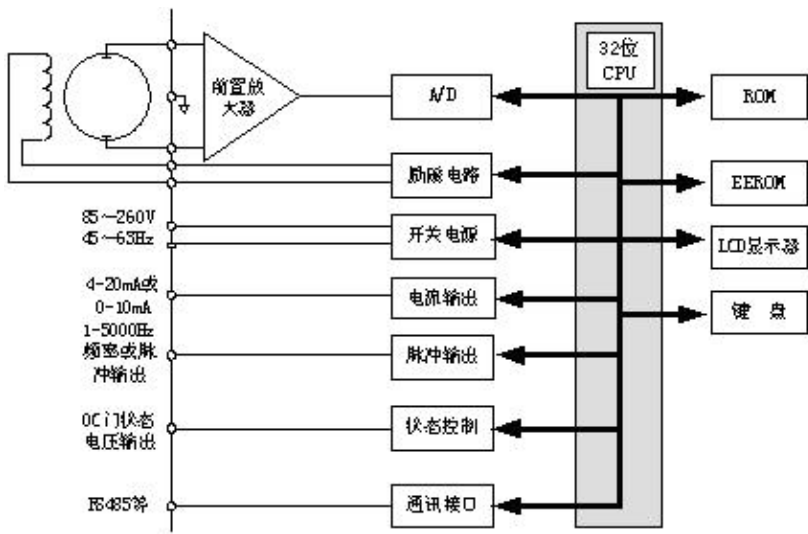 32位
CPU
前置放
大器
A/D
ROM
励磁电路
EEROM
85~260V
45~63Hz
开关电源
LCD显示器
4-20mA或
0-10mA
电流输出
键 盘
1-5000Hz
频率或脉
冲输出
脉冲输出
OC门状态
电压输出
状态控制
RS485等
通讯接口